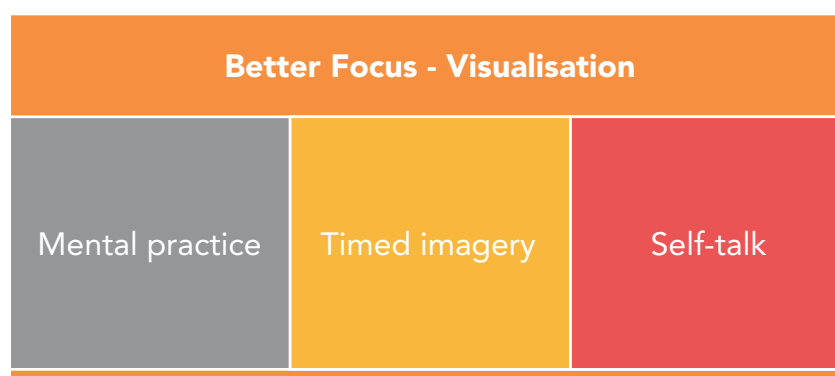 Better Focus - Visualisation
Mental practice
Timed imagery
Self-talk